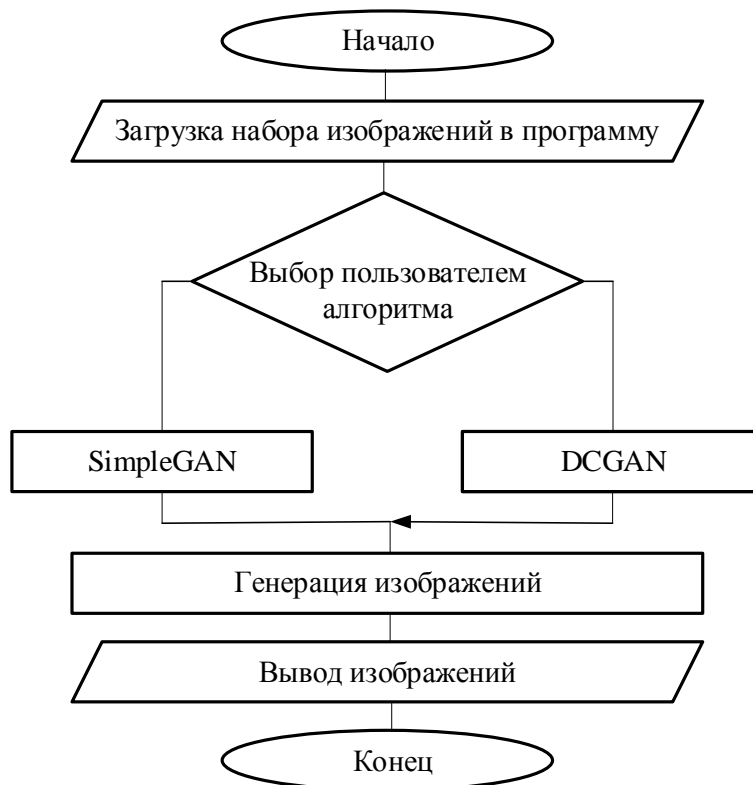 Начало
Загрузка набора изображений в программу
Выбор пользователем
алгоритма
SimpleGAN
DCGAN
Генерация изображений
Вывод изображений
Конец